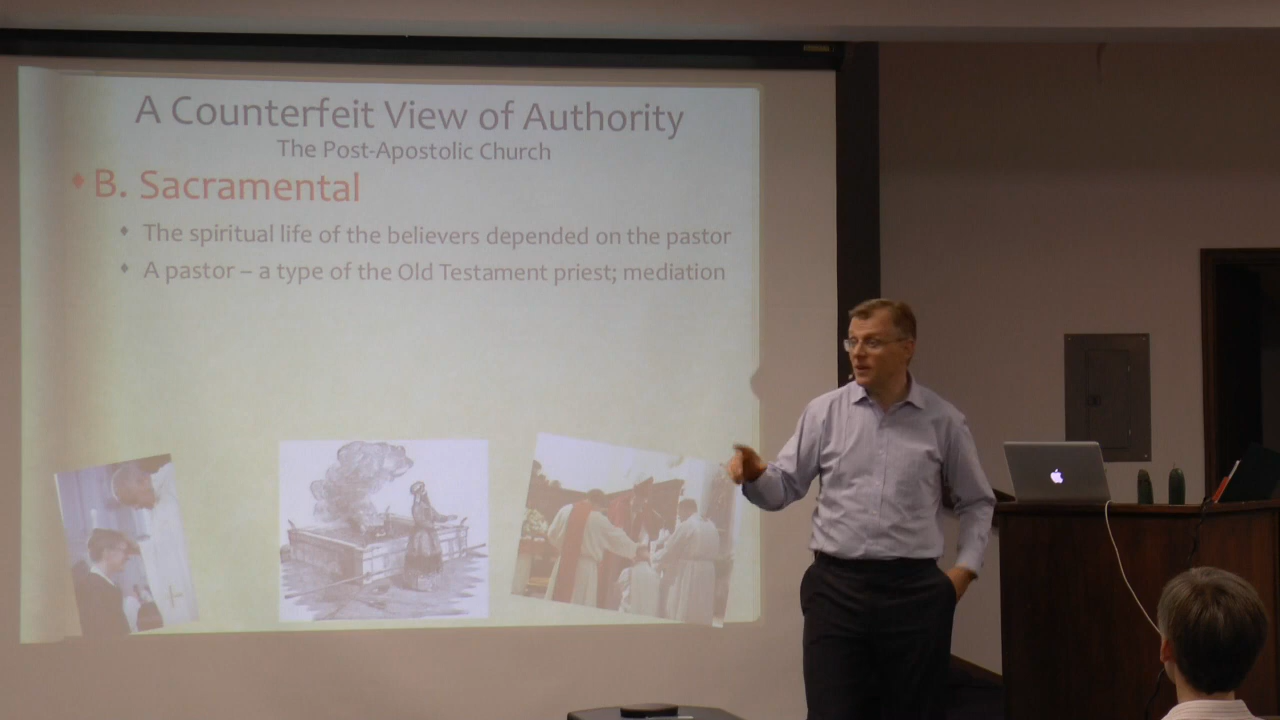 A Counterfeit View of Authority
The Post-Apostolic Church
B. Sacramental
The spiritual life of the believers depended on the pastor
A pastor – a type of the Old Testament priest; mediation